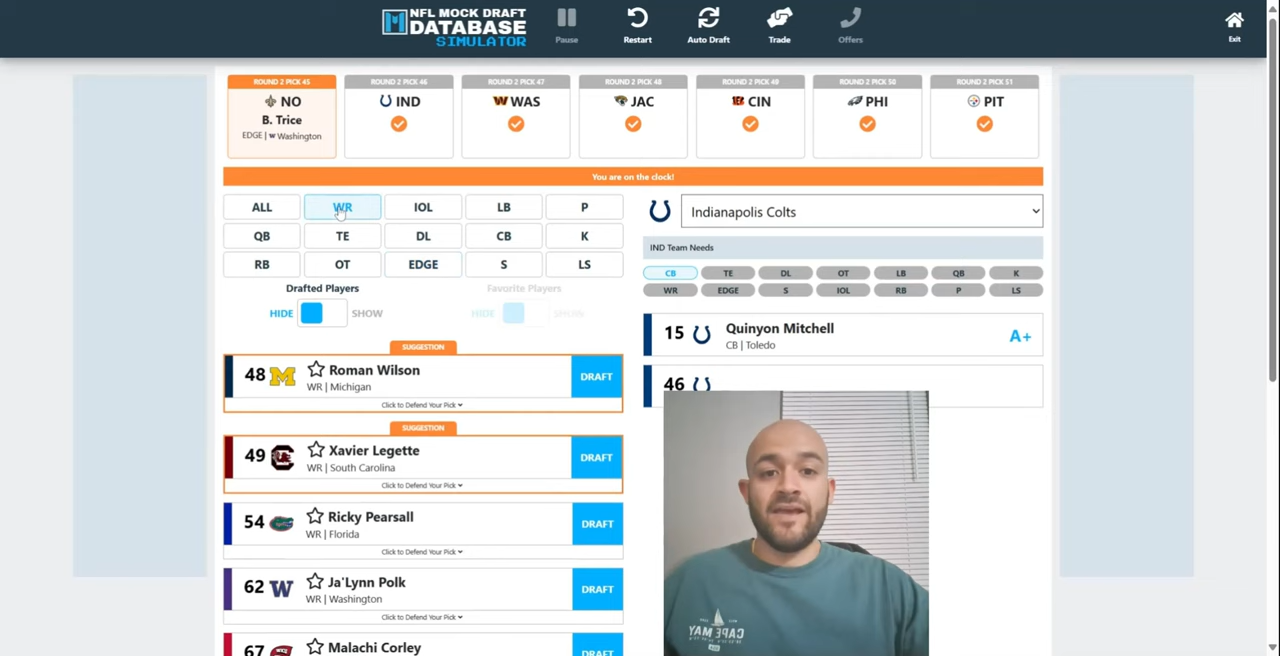 NFL MOCK DRAFT
DATABASE
SIMULATOR
Pause
Restart
Auto Draft
Trade
Offers
Exit
ROUND 2 PICK 45
NO
B. Trice
EDGE | W Washington
ROUND 2 PICK 46
IND
ROUND 2 PICK 47
WAS
ROUND 2 PICK 48
JAC
ROUND 2 PICK 49
CIN
ROUND 2 PICK 50
PHI
ROUND 2 PICK 51
PIT
You are on the clock!
ALL WR IOL LB P
QB TE DL CB K
RB OT EDGE S LS
Drafted Players
HIDE SHOW
Favorite Players
HIDE SHOW
SUGGESTION
48 Roman Wilson
WR | Michigan
DRAFT
Click to Defend Your Pick
SUGGESTION
49 Xavier Legette
WR | South Carolina
DRAFT
Click to Defend Your Pick
54 Ricky Pearsall
WR | Florida
DRAFT
Click to Defend Your Pick
62 Ja'Lynn Polk
WR | Washington
DRAFT
Click to Defend Your Pick
67 Malachi Corley
DRAFT
Indianapolis Colts
IND Team Needs
CB TE DL OT LB QB K
WR EDGE S IOL RB P LS
15 Quinyon Mitchell
CB | Toledo
A+
46
CAPE MAY